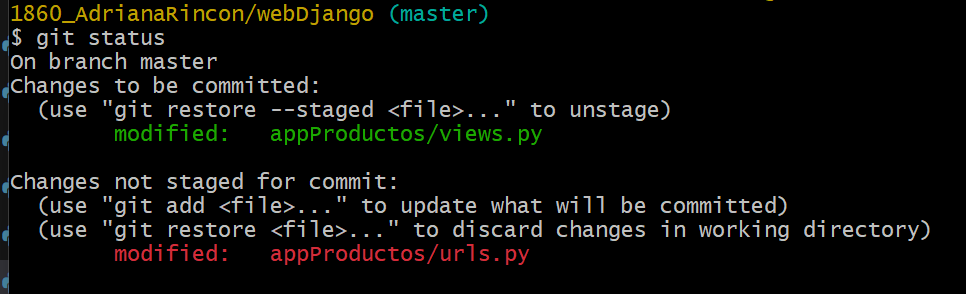 1860_AdrianaRincon/webDjango (master)
$ git status
On branch master
Changes to be committed:
  (use "git restore --staged <file>..." to unstage)
        modified:   appProductos/views.py

Changes not staged for commit:
  (use "git add <file>..." to update what will be committed)
  (use "git restore <file>..." to discard changes in working directory)
        modified:   appProductos/urls.py